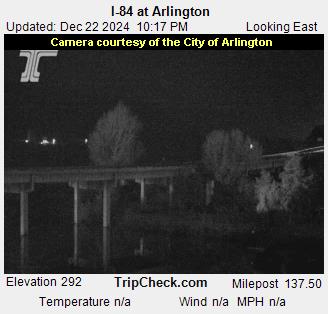 I-84 at Arlington
Updated: Dec 22 2024 10:17 PM Looking East
Camera courtesy of the City of Arlington
Elevation 292 TripCheck.com Milepost 137.50
Temperature n/a Wind n/a MPH n/a